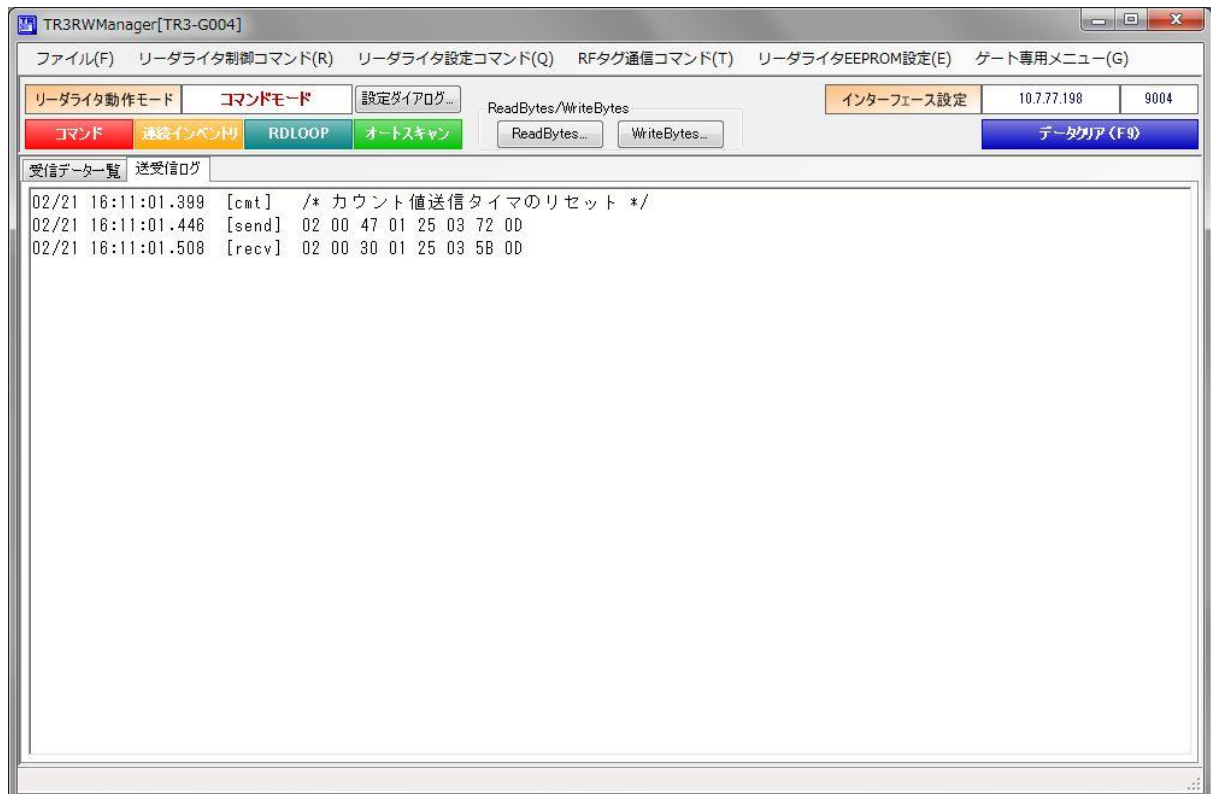 TR3RWManager[TR3-G004]
ファイル(F) リーダライタ制御コマンド(R) リーダライタ設定コマンド(Q) RFタグ通信コマンド(T) リーダライタEEPROM設定(E) ゲート専用メニュー(G)
リーダライタ動作モード コマンドモード 設定ダイアログ... ReadBytes/WriteBytes インターフェース設定 10.7.77.198 9004
コマンド 連続インベントリ RDLOOP オートスキャン ReadBytes... WriteBytes... データクリア(F9)
受信データ一覧 送受信ログ
02/21 16:11:01.399 [cmt] /* カウント値送信タイマのリセット */
02/21 16:11:01.446 [send] 02 00 47 01 25 03 72 0D
02/21 16:11:01.508 [recv] 02 00 30 01 25 03 5B 0D